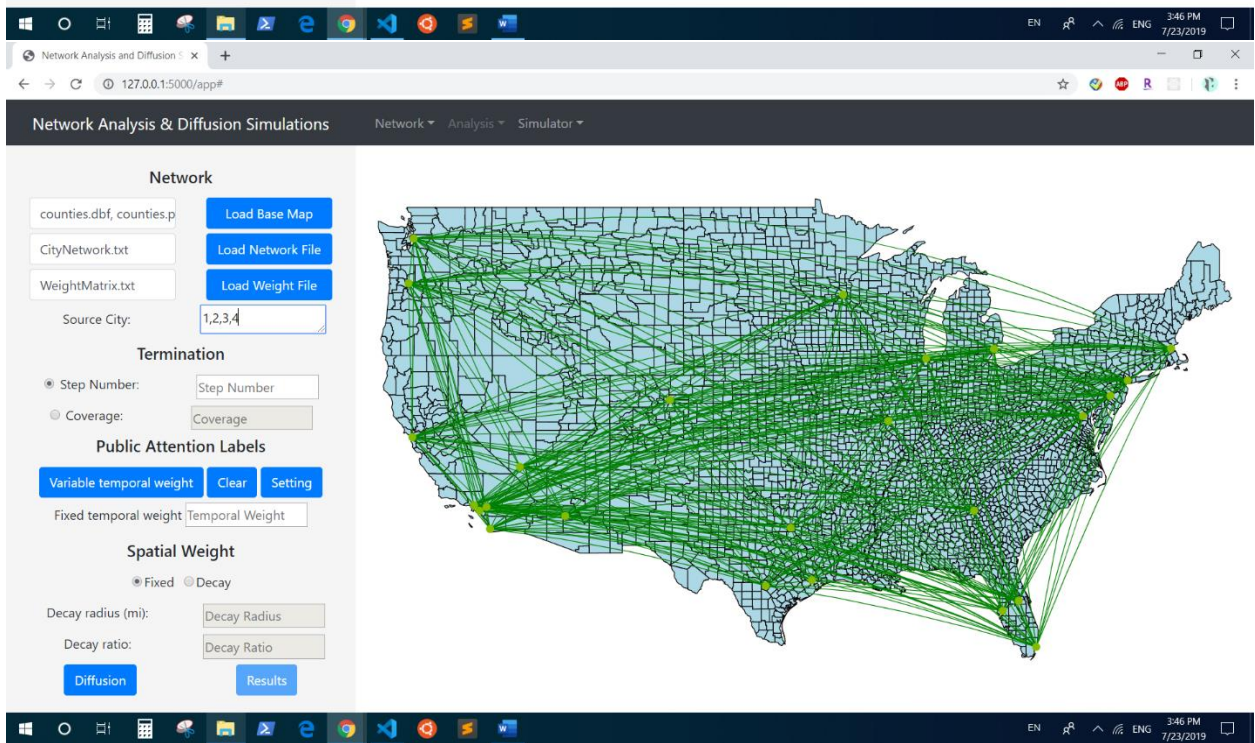 EN ENG 3:46 PM
7/23/2019
Network Analysis and Diffusion S
127.0.0.1:5000/app#
ABP R
Network Analysis & Diffusion Simulations Network Analysis Simulator
Network
counties.dbf, counties.p Load Base Map
CityNetwork.txt Load Network File
WeightMatrix.txt Load Weight File
Source City: 1,2,3,4
Termination
Step Number: Step Number
Coverage: Coverage
Public Attention Labels
Variable temporal weight Clear Setting
Fixed temporal weight Temporal Weight
Spatial Weight
Fixed Decay
Decay radius (mi): Decay Radius
Decay ratio: Decay Ratio
Diffusion Results
EN ENG 3:46 PM
7/23/2019